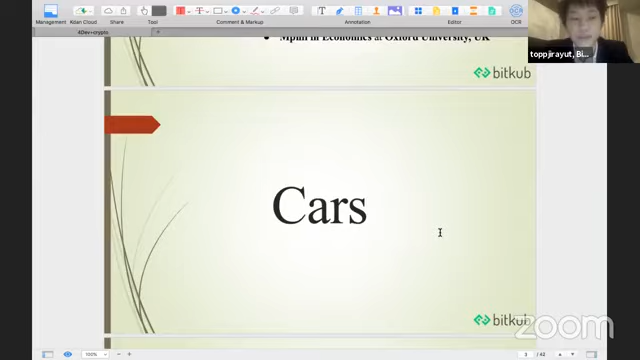 Management
Kdan Cloud
Share
Tool
Comment & Markup
Annotation
Editor
OCR
4Dev+crypto
Mphil in Economics at Oxford University, UK
bitkub
toppjirayut, Bi...
Cars
bitkub
zoom
100%
3 / 42